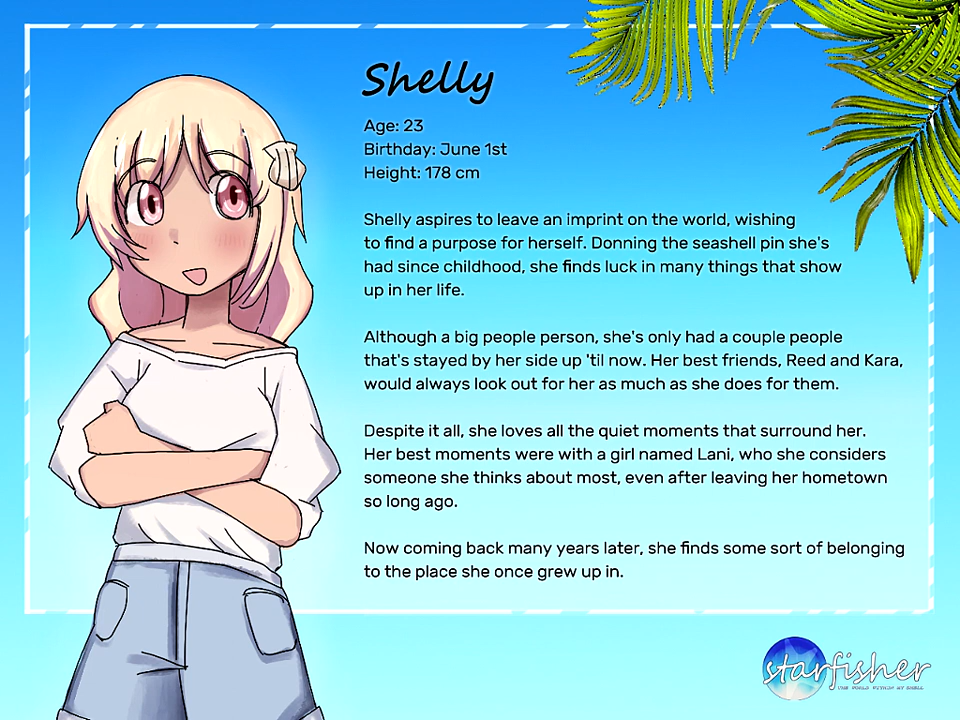 Shelly
Age: 23
Birthday: June 1st
Height: 178 cm
Shelly aspires to leave an imprint on the world, wishing
to find a purpose for herself. Donning the seashell pin she's
had since childhood, she finds luck in many things that show
up in her life.
Although a big people person, she's only had a couple people
that's stayed by her side up 'til now. Her best friends, Reed and Kara,
would always look out for her as much as she does for them.
Despite it all, she loves all the quiet moments that surround her.
Her best moments were with a girl named Lani, who she considers
someone she thinks about most, even after leaving her hometown
so long ago.
Now coming back many years later, she finds some sort of belonging
to the place she once grew up in.
starfisher
THE WORLD WITHIN MY SHELL